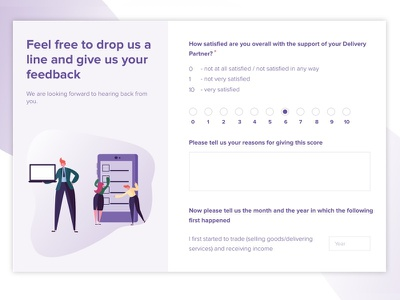 Feel free to drop us a
line and give us your
feedback
We are looking forward to hearing back from
you.
How satisfied are you overall with the support of your Delivery
Partner? *
0 - not at all satisfied / not satisfied in any way
1 - not very satisfied
10 - very satisfied
0 1 2 3 4 5 6 7 8 9 10
Please tell us your reasons for giving this score
Now please tell us the month and the year in which the following
first happened
I first started to trade (selling goods/delivering
services) and receiving income
Year